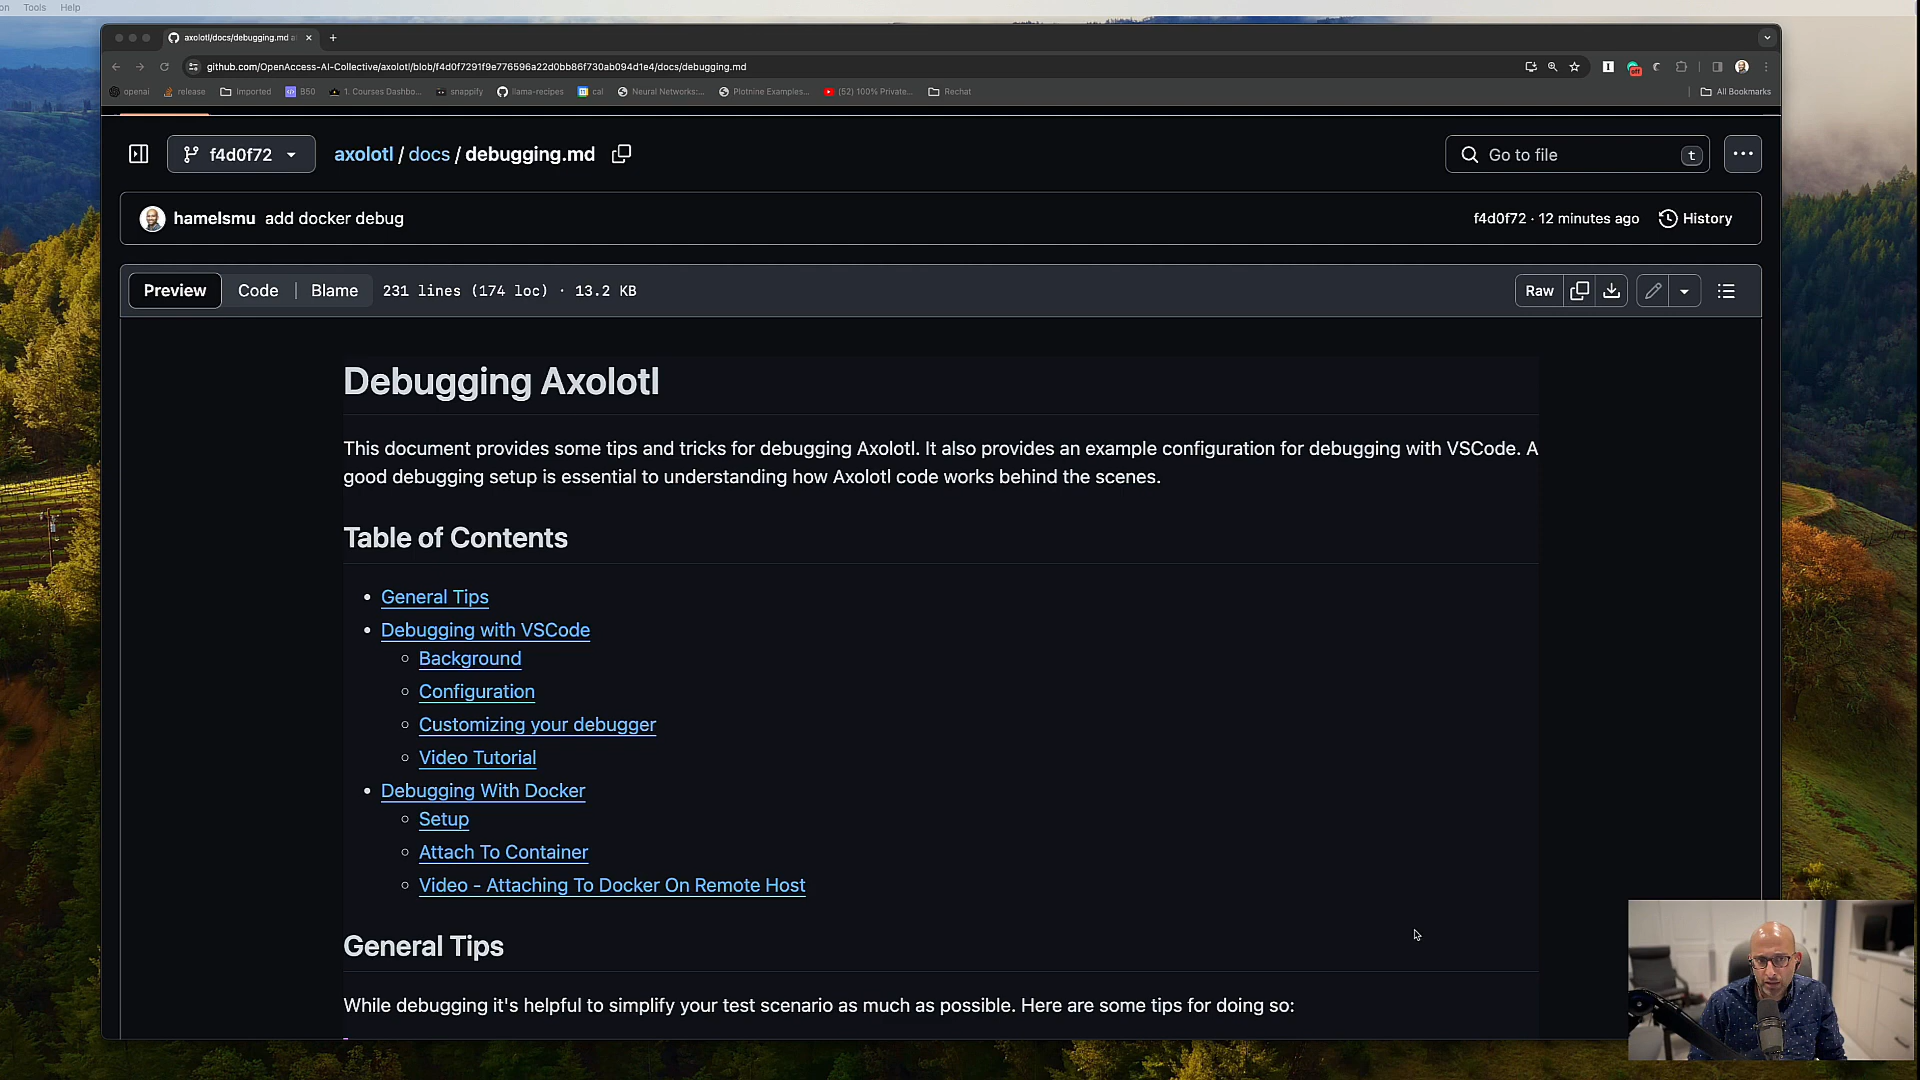 Tools Help
axolotl/docs/debugging.md
github.com/OpenAccess-AI-Collective/axolotl/blob/f4d0f7291f9e776596a22d0bb86f730ab094d1e4/docs/debugging.md
openai release Imported B50 1. Courses Dashbo... snappify llama-recipes cal Neural Networks:... Plotnine Examples... (52) 100% Private... Rechat All Bookmarks
f4d0f72 axolotl / docs / debugging.md Go to file t
hamelsmu add docker debug f4d0f72 · 12 minutes ago History
Preview Code Blame 231 lines (174 loc) · 13.2 KB Raw
Debugging Axolotl
This document provides some tips and tricks for debugging Axolotl. It also provides an example configuration for debugging with VSCode. A
good debugging setup is essential to understanding how Axolotl code works behind the scenes.
Table of Contents
General Tips
Debugging with VSCode
Background
Configuration
Customizing your debugger
Video Tutorial
Debugging With Docker
Setup
Attach To Container
Video - Attaching To Docker On Remote Host
General Tips
While debugging it's helpful to simplify your test scenario as much as possible. Here are some tips for doing so: